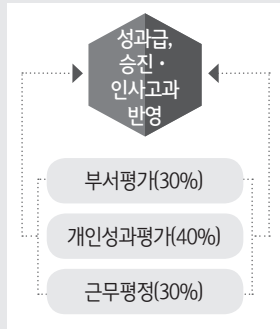 성과급,
승진·
인사고과
반영
부서평가(30%)
개인성과평가(40%)
근무평정(30%)